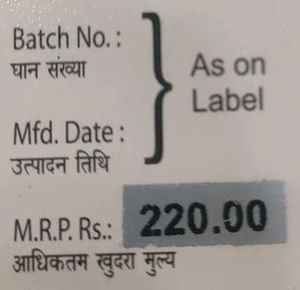 Batch No. :
घान संख्या
As on
Label
Mfd. Date :
उत्पादन तिथि
M.R.P. Rs.: 220.00
आधिकतम खुदरा मुल्य